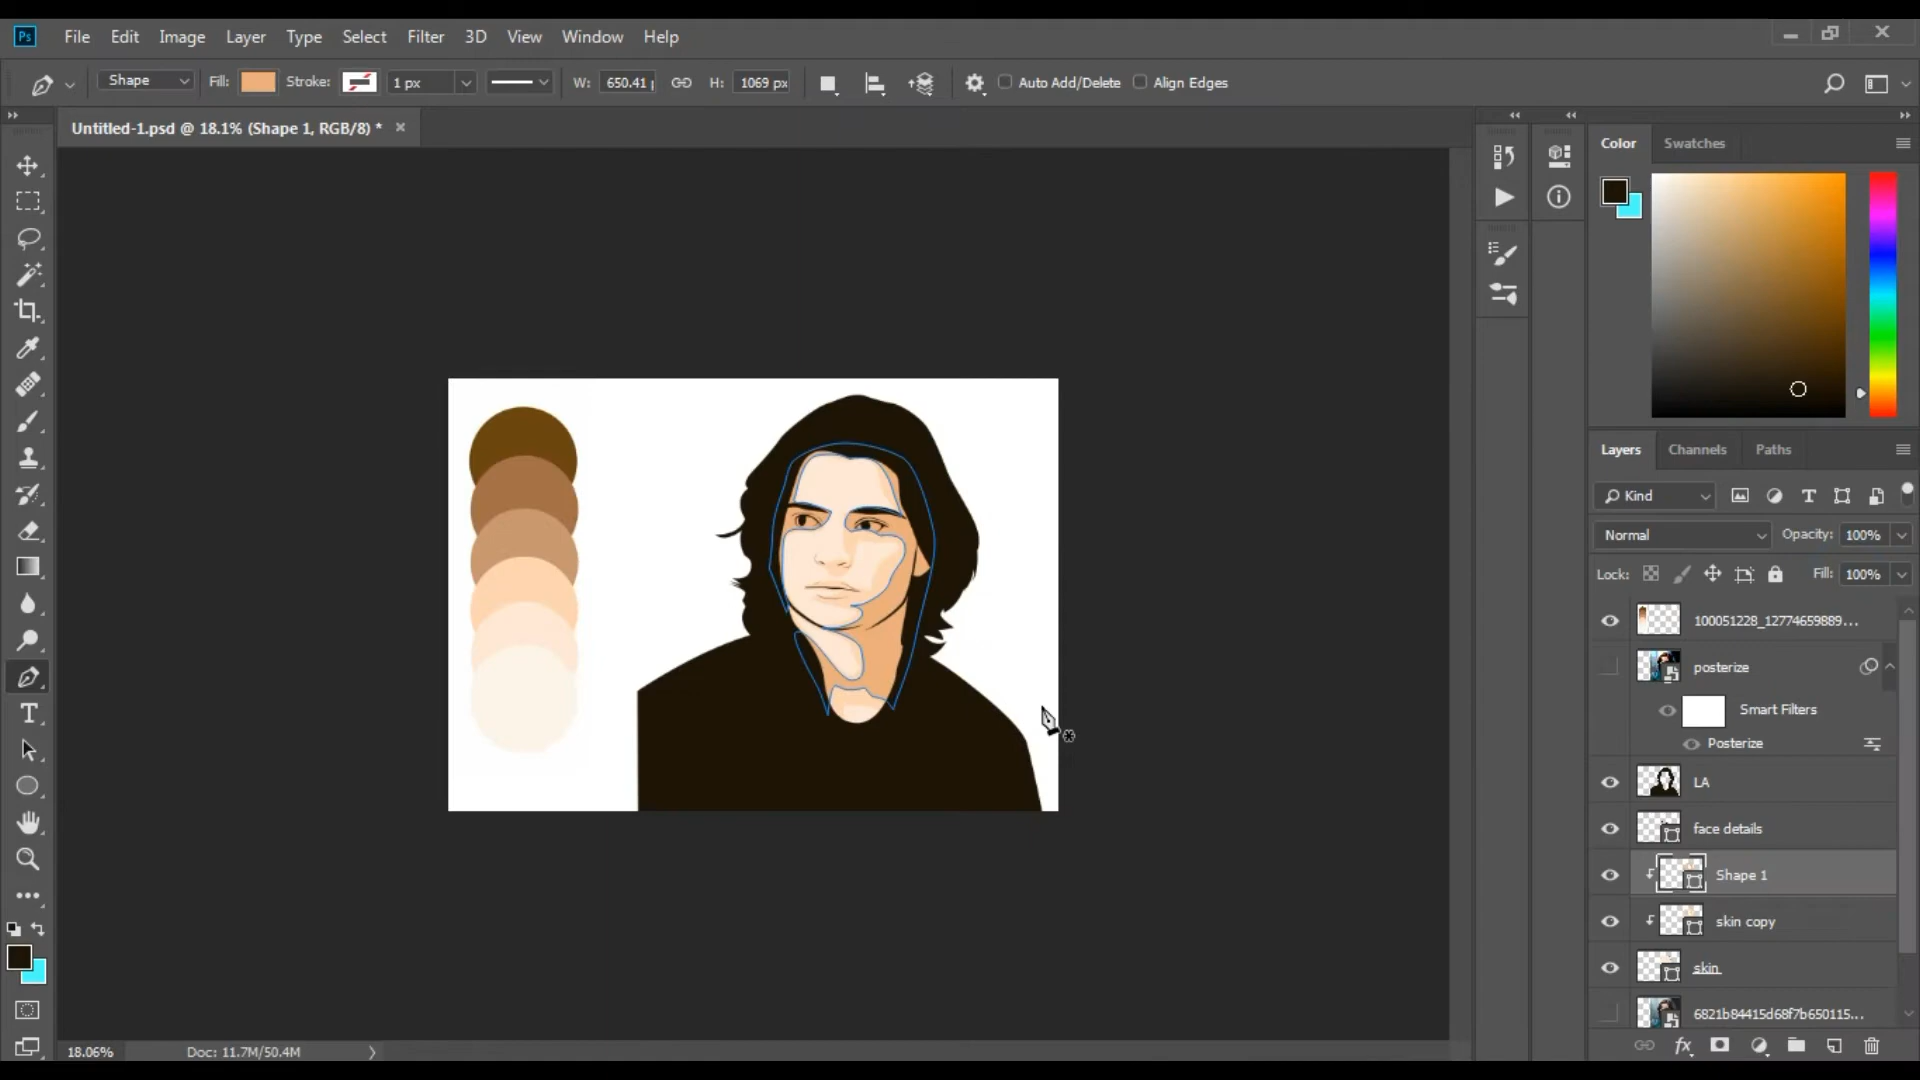 Ps File Edit Image Layer Type Select Filter 3D View Window Help
Shape Fill: Stroke: 1 px W: 650.41 H: 1069 px Auto Add/Delete Align Edges
Untitled-1.psd @ 18.1% (Shape 1, RGB/8) * ×
Color Swatches
Layers Channels Paths
Kind
Normal Opacity: 100%
Lock: Fill: 100%
100051228_12774659889...
posterize
Smart Filters
Posterize
LA
face details
Shape 1
skin copy
skin
6821b84415d68f7b650115...
18.06% Doc: 11.7M/50.4M
fx